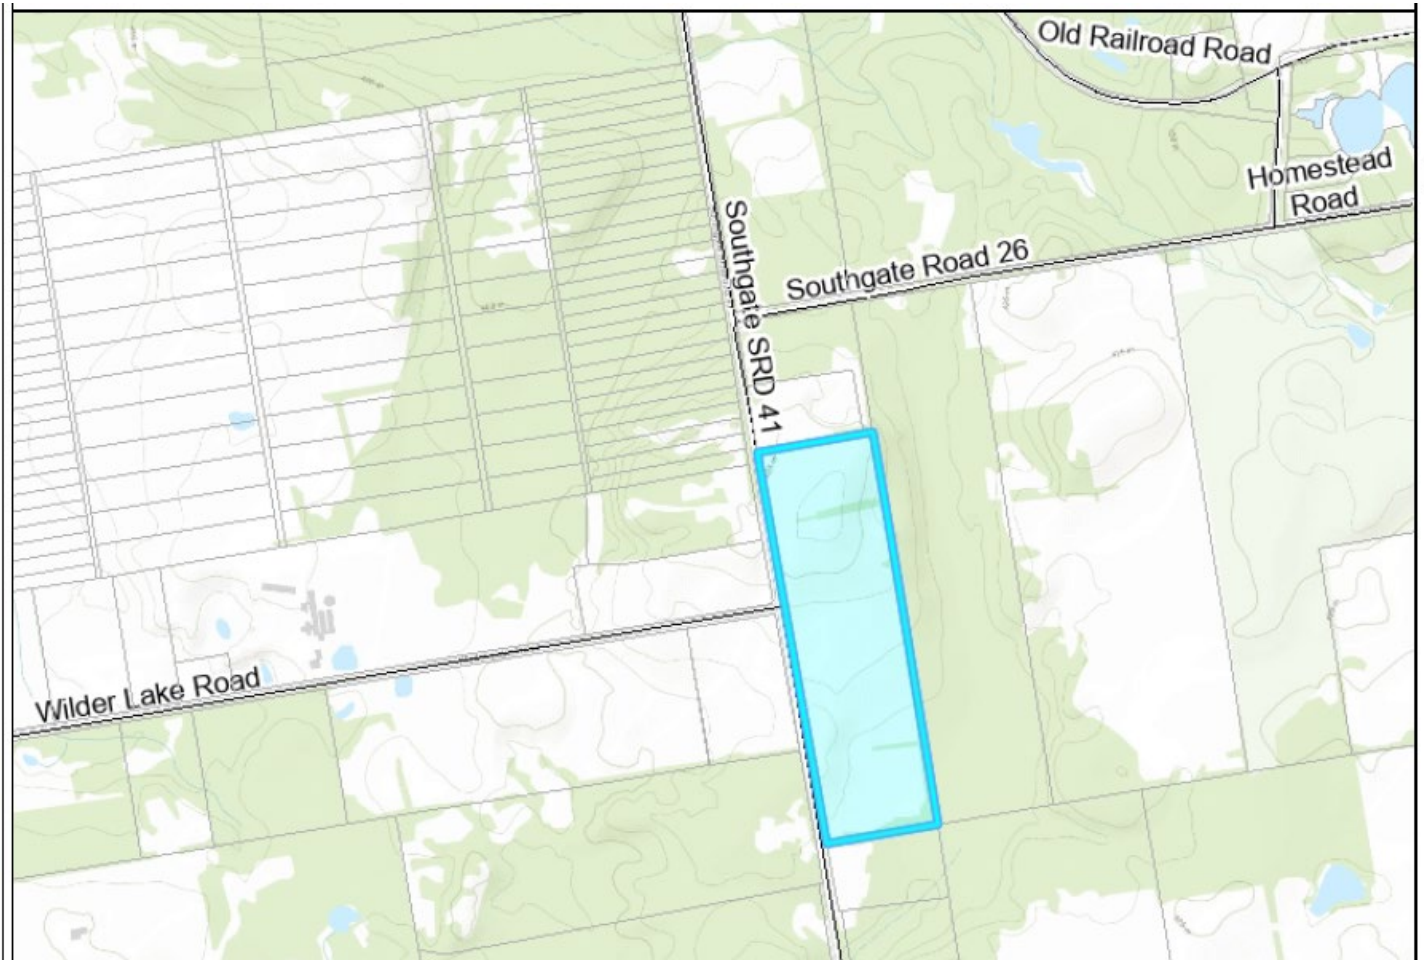 Old Railroad Road
Homestead
Road
Southgate Road 26
Southgate SRD 41
Wilder Lake Road